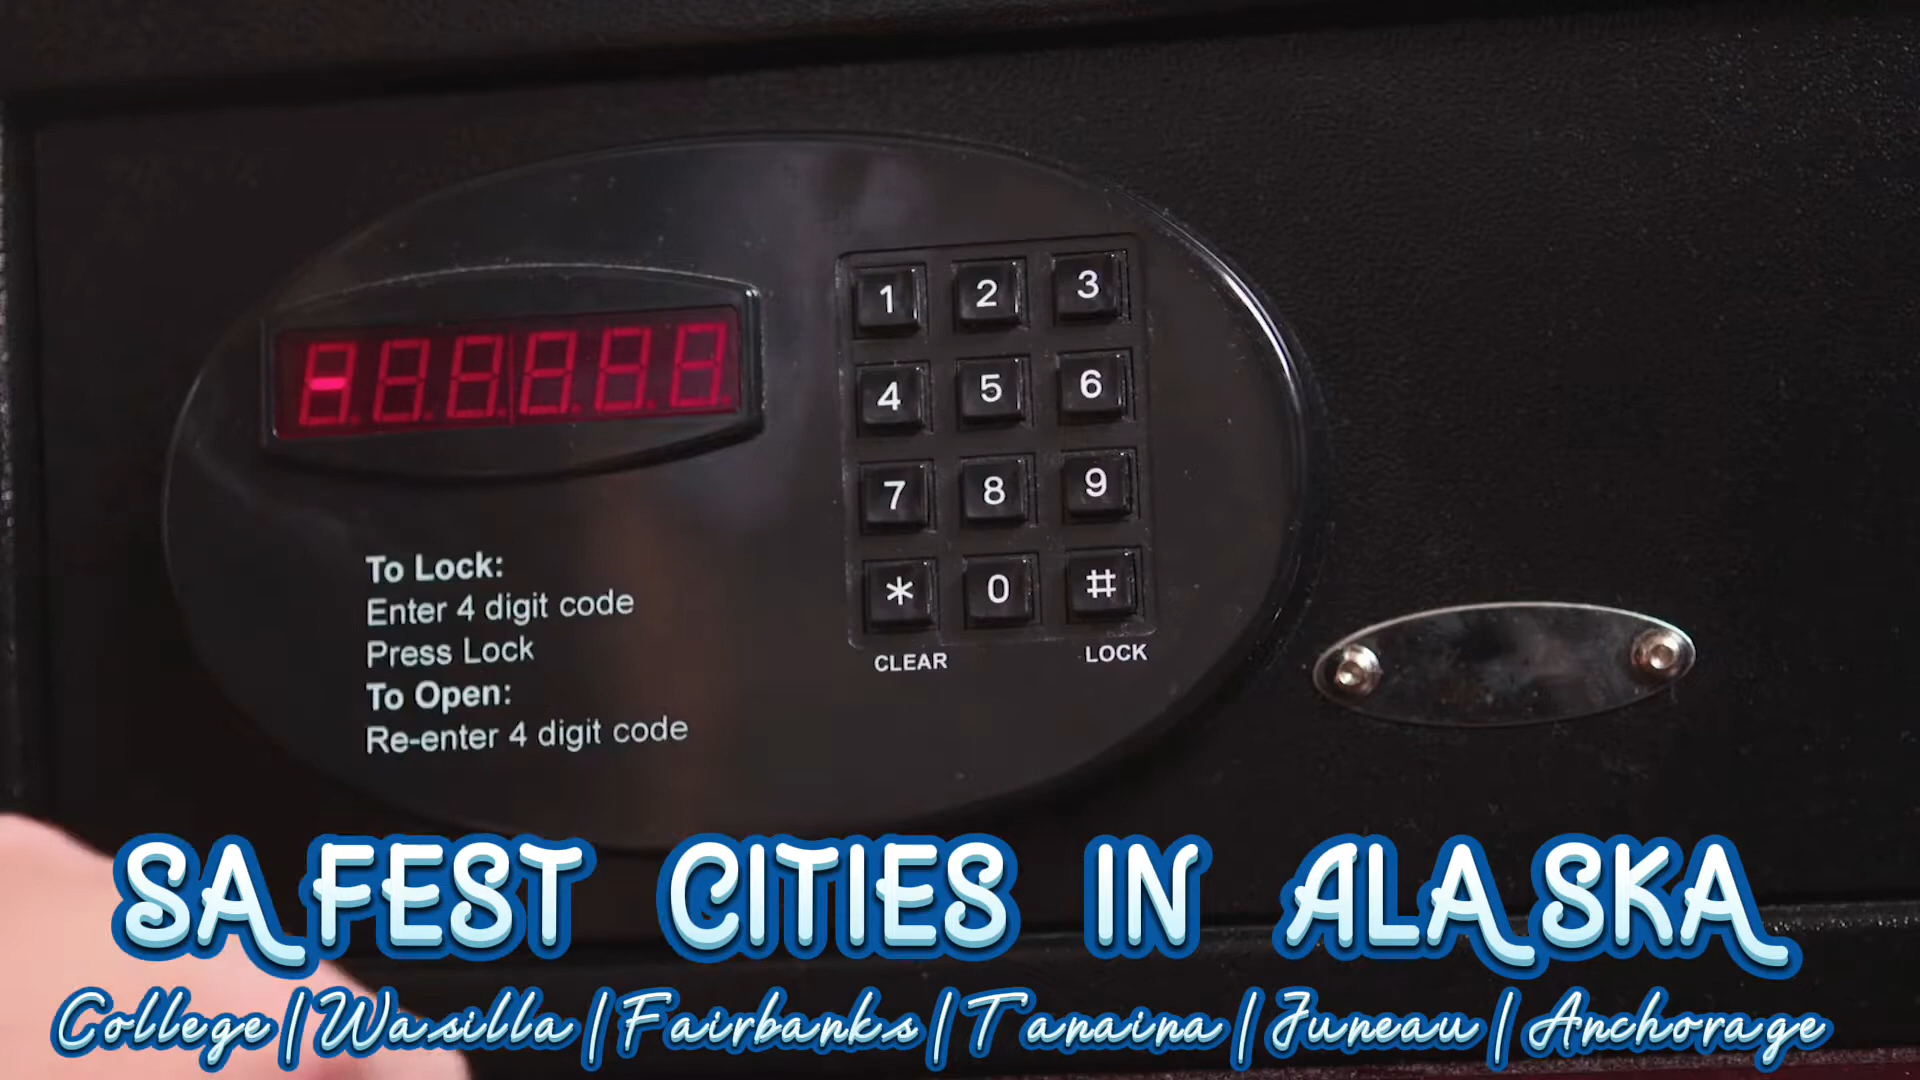 1 2 3
4 5 6
7 8 9
* 0 #
CLEAR LOCK
To Lock:
Enter 4 digit code
Press Lock
To Open:
Re-enter 4 digit code
SAFEST CITIES IN ALASKA
College | Wasilla | Fairbanks | Tanaina | Juneau | Anchorage